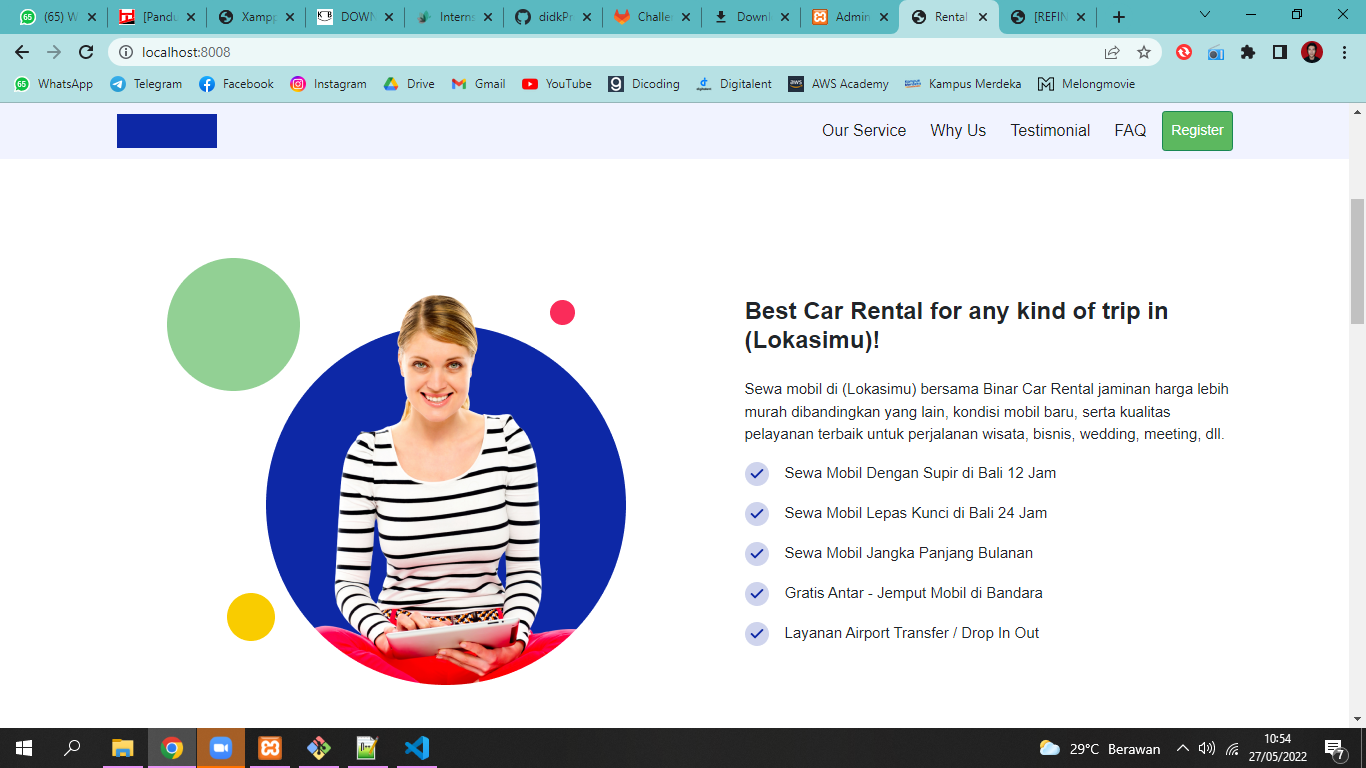 (65) W
[Pandu
Xampp
DOWN
Interns
didkPr
Challe
Downl
Admin
Rental
[REFIN
localhost:8008
WhatsApp
Telegram
Facebook
Instagram
Drive
Gmail
YouTube
Dicoding
Digitalent
AWS Academy
Kampus Merdeka
Melongmovie
Our Service
Why Us
Testimonial
FAQ
Register
Best Car Rental for any kind of trip in
(Lokasimu)!
Sewa mobil di (Lokasimu) bersama Binar Car Rental jaminan harga lebih
murah dibandingkan yang lain, kondisi mobil baru, serta kualitas
pelayanan terbaik untuk perjalanan wisata, bisnis, wedding, meeting, dll.
Sewa Mobil Dengan Supir di Bali 12 Jam
Sewa Mobil Lepas Kunci di Bali 24 Jam
Sewa Mobil Jangka Panjang Bulanan
Gratis Antar - Jemput Mobil di Bandara
Layanan Airport Transfer / Drop In Out
29°C Berawan
10:54
27/05/2022
7